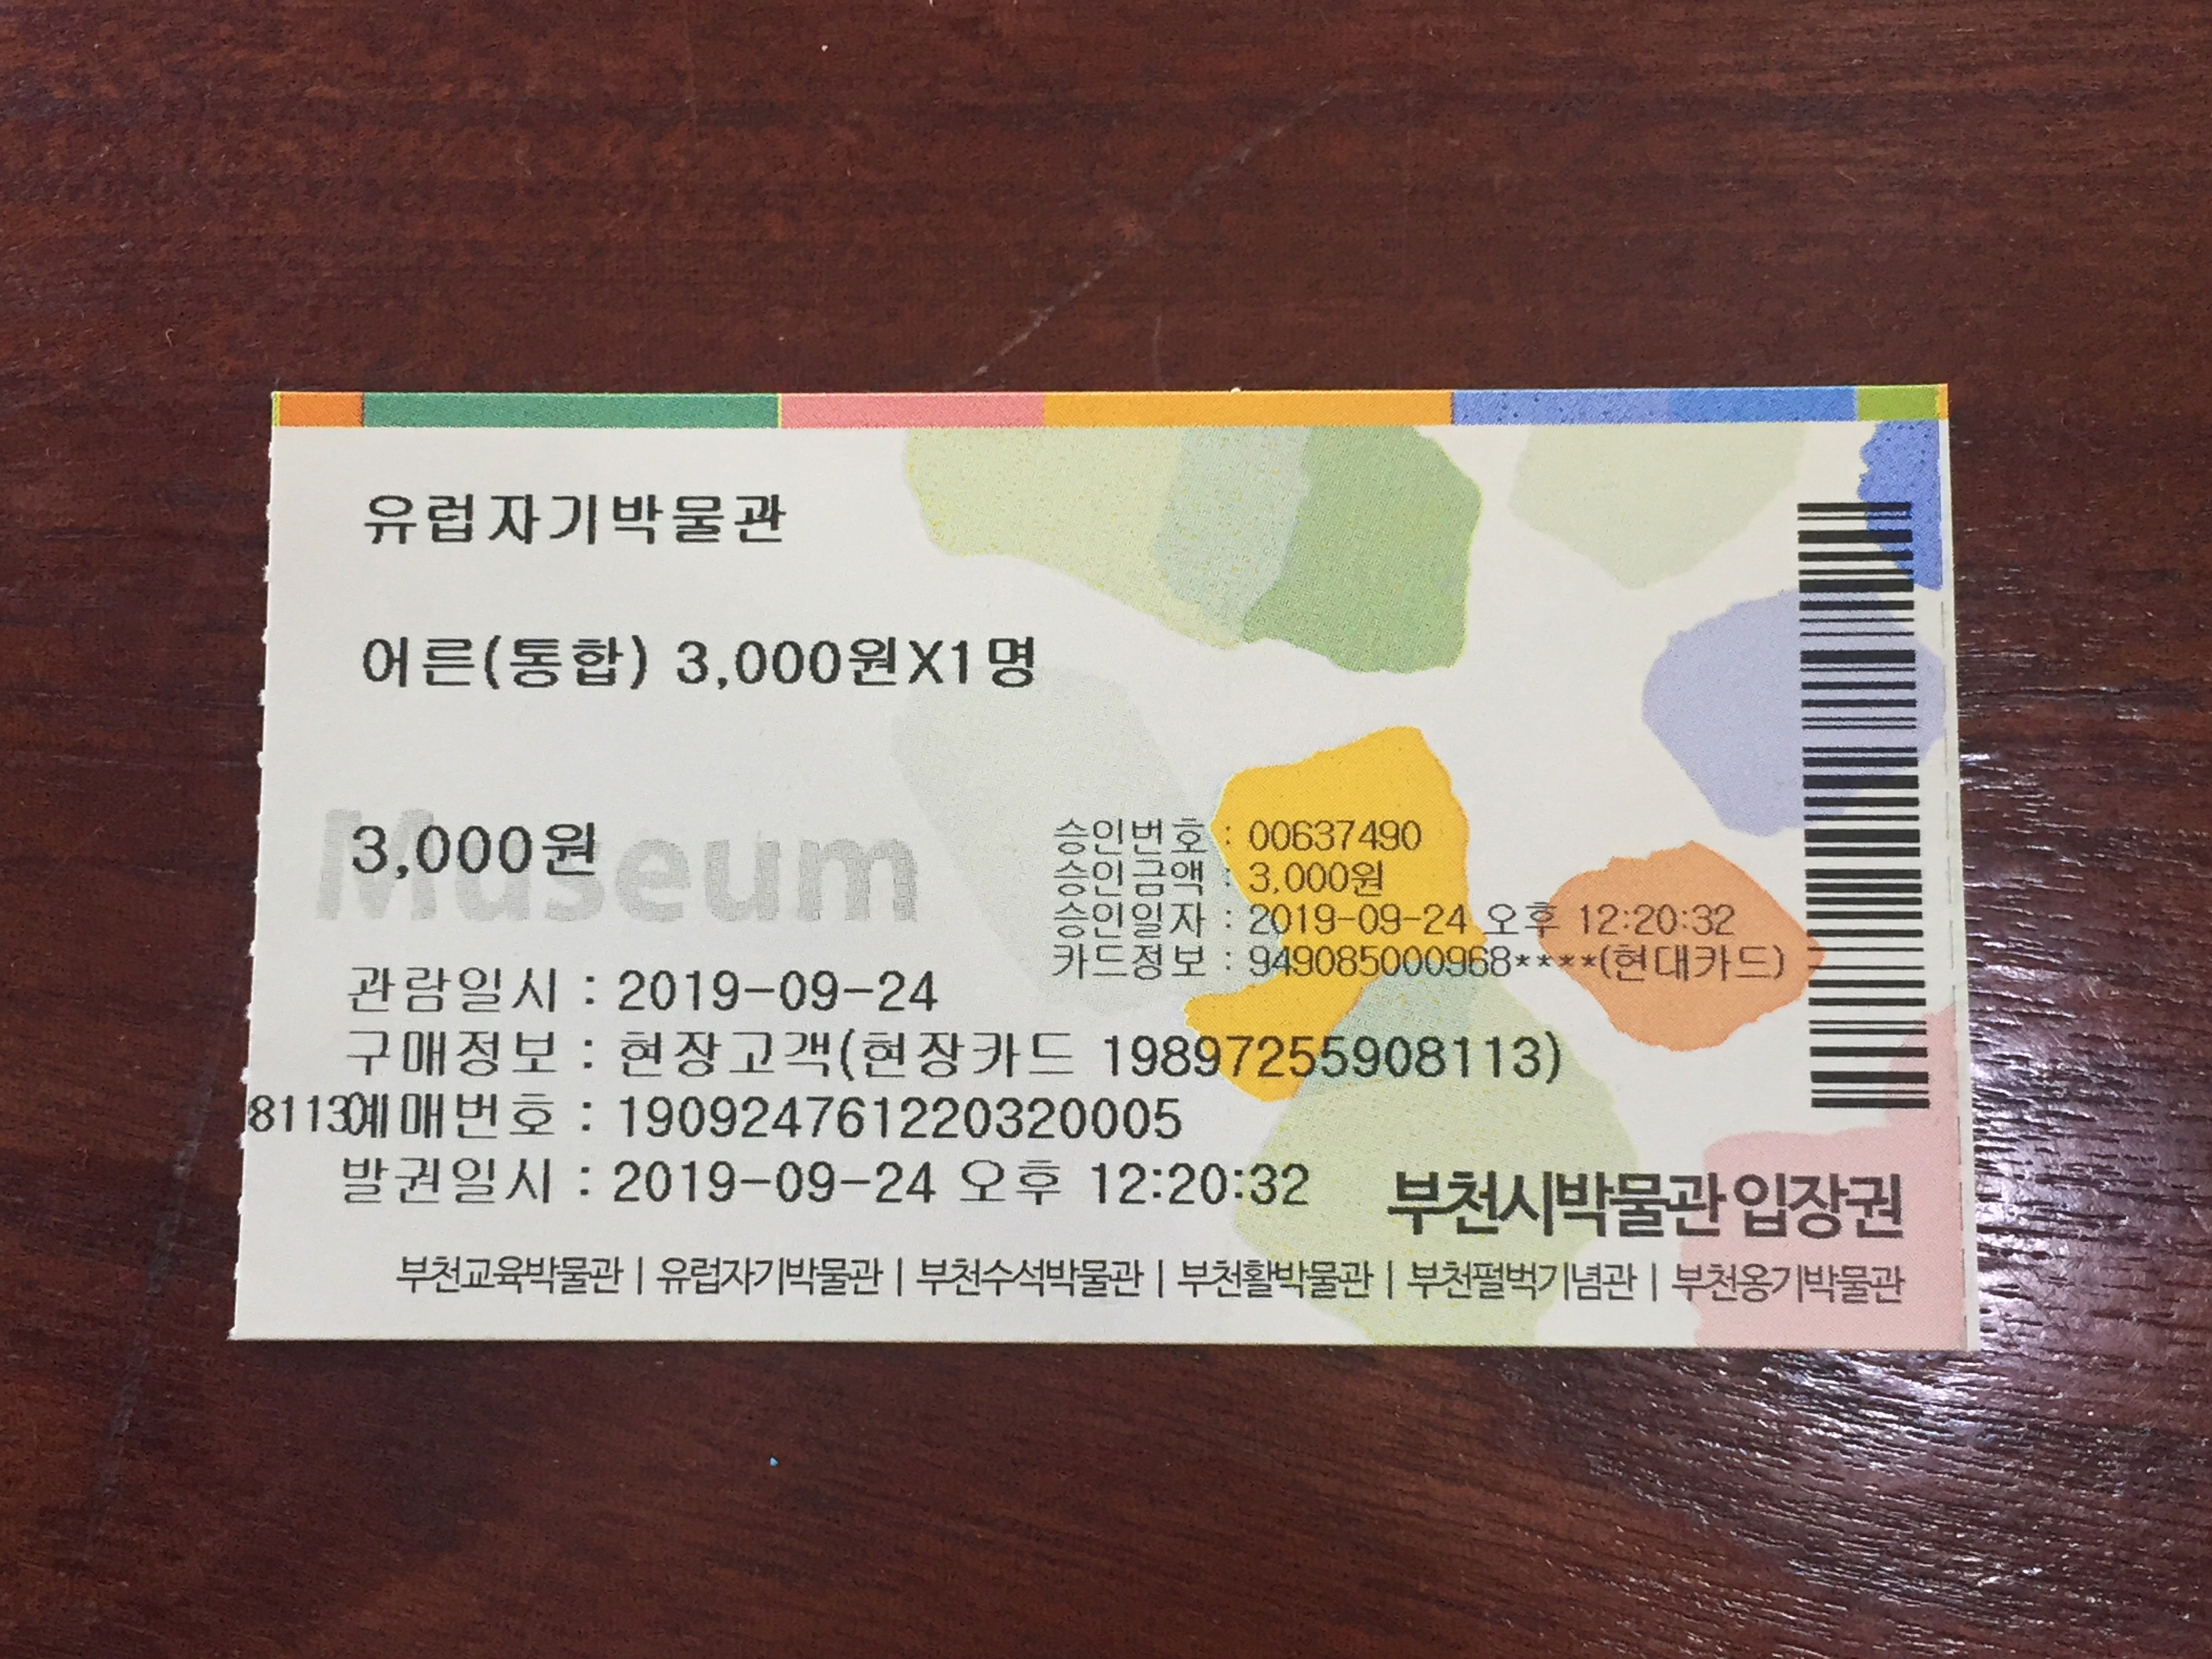 유럽자기박물관
어른(통합) 3,000원X1명
Museum
3,000원
승인번호 : 00637490
승인금액 : 3,000원
승인일자 : 2019-09-24 오후 12:20:32
카드정보 : 949085000968****(현대카드)
관람일시 : 2019-09-24
구매정보 : 현장고객(현장카드 19897255908113)
8113)예매번호 : 190924761220320005
발권일시 : 2019-09-24 오후 12:20:32
부천시박물관 입장권
부천교육박물관 | 유럽자기박물관 | 부천수석박물관 | 부천활박물관 | 부천펄벅기념관 | 부천옹기박물관